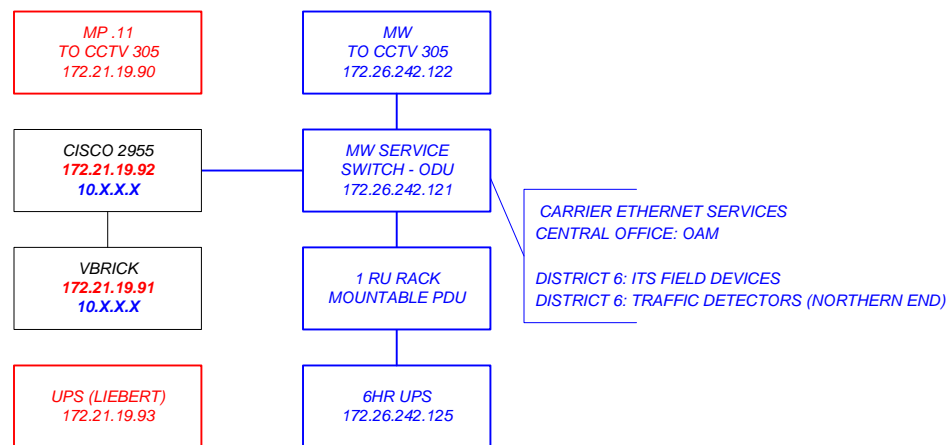 MP .11
TO CCTV 305
172.21.19.90
MW
TO CCTV 305
172.26.242.122
CISCO 2955
172.21.19.92
10.X.X.X
MW SERVICE
SWITCH - ODU
172.26.242.121
CARRIER ETHERNET SERVICES
CENTRAL OFFICE: OAM
DISTRICT 6: ITS FIELD DEVICES
DISTRICT 6: TRAFFIC DETECTORS (NORTHERN END)
VBRICK
172.21.19.91
10.X.X.X
1 RU RACK
MOUNTABLE PDU
UPS (LIEBERT)
172.21.19.93
6HR UPS
172.26.242.125